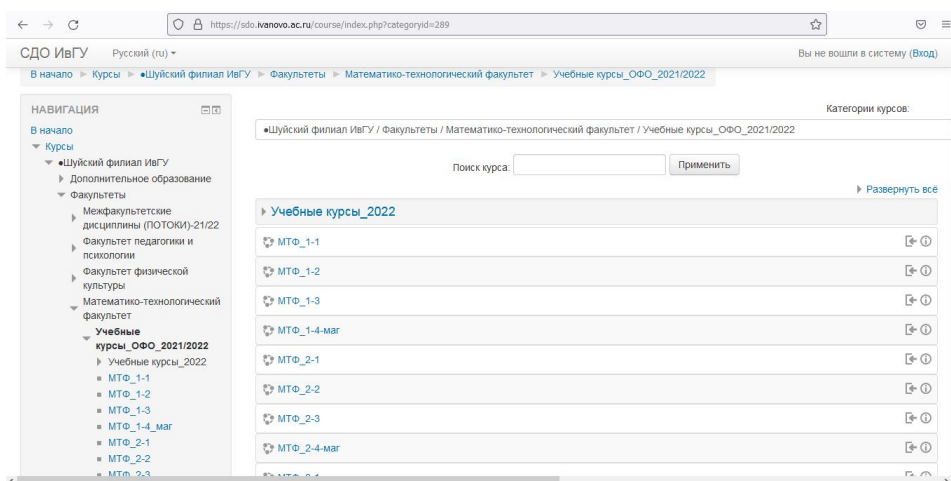 https://sdo.ivanovo.ac.ru/course/index.php?categoryid=289
СДО ИвГУ Русский (ru) Вы не вошли в систему (Вход)
В начало Курсы •Шуйский филиал ИвГУ Факультеты Математико-технологический факультет Учебные курсы_ОФО_2021/2022
НАВИГАЦИЯ
В начало
Курсы
•Шуйский филиал ИвГУ
Дополнительное образование
Факультеты
Межфакультетские
дисциплины (ПОТОКИ)-21/22
Факультет педагогики и
психологии
Факультет физической
культуры
Математико-технологический
факультет
Учебные
курсы_ОФО_2021/2022
Учебные курсы_2022
МТФ_1-1
МТФ_1-2
МТФ_1-3
МТФ_1-4_маг
МТФ_2-1
МТФ_2-2
МТФ_2-3
Категории курсов:
•Шуйский филиал ИвГУ / Факультеты / Математико-технологический факультет / Учебные курсы_ОФО_2021/2022
Поиск курса: Применить
Развернуть всё
Учебные курсы_2022
МТФ_1-1
МТФ_1-2
МТФ_1-3
МТФ_1-4-маг
МТФ_2-1
МТФ_2-2
МТФ_2-3
МТФ_2-4-маг